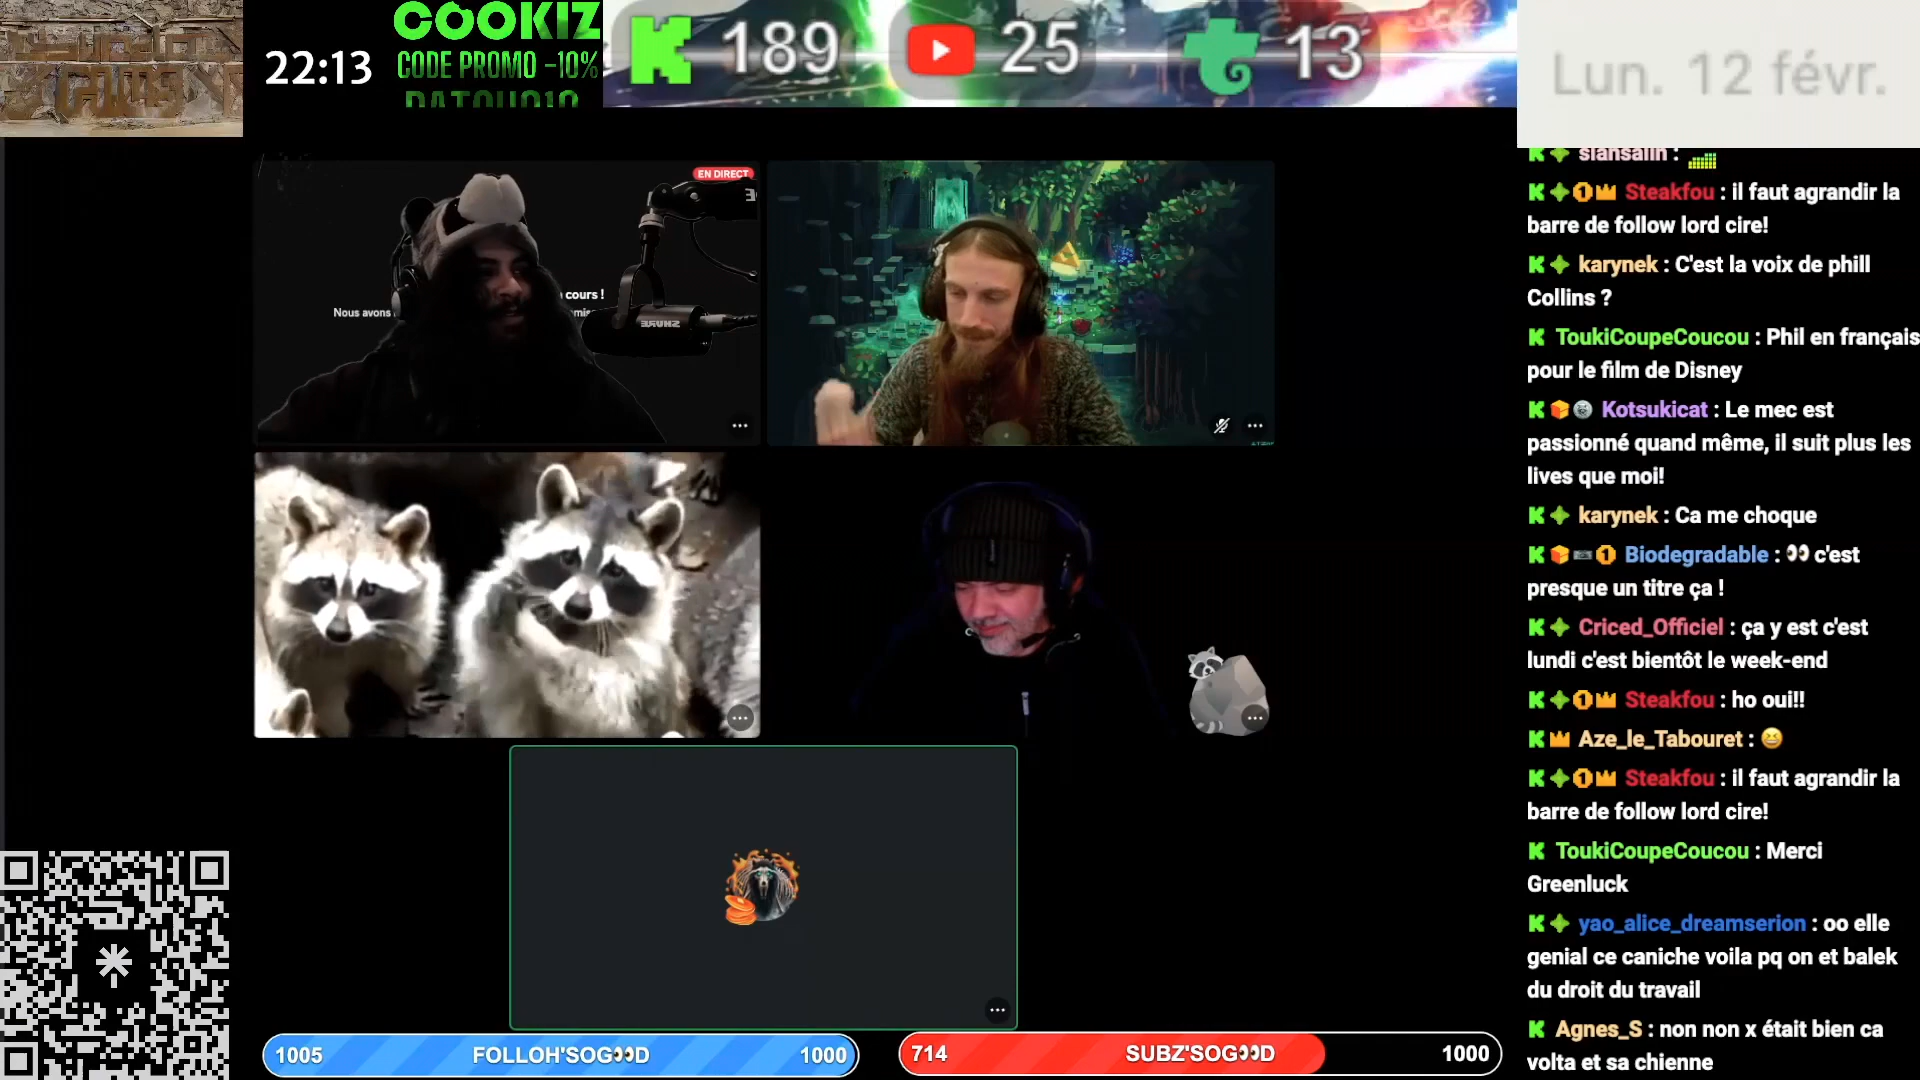 22:13
COOKIZ
CODE PROMO -10%
K 189
25
13
Lun. 12 févr.
slansalin :
Steakfou : il faut agrandir la
barre de follow lord cire!
karynek : C'est la voix de phill
Collins ?
ToukiCoupeCoucou : Phil en français
pour le film de Disney
Kotsukicat : Le mec est
passionné quand même, il suit plus les
lives que moi!
karynek : Ca me choque
Biodegradable : 👀 c'est
presque un titre ça !
Criced_Officiel : ça y est c'est
lundi c'est bientôt le week-end
Steakfou : ho oui!!
Aze_le_Tabouret : 😆
Steakfou : il faut agrandir la
barre de follow lord cire!
ToukiCoupeCoucou : Merci
Greenluck
yao_alice_dreamserion : oo elle
genial ce caniche voila pq on et balek
du droit du travail
Agnes_S : non non x était bien ca
volta et sa chienne
EN DIRECT
cours !
Nous avons
SHURE
1005 FOLLOH'SOG👀D 1000
714 SUBZ'SOG👀D 1000